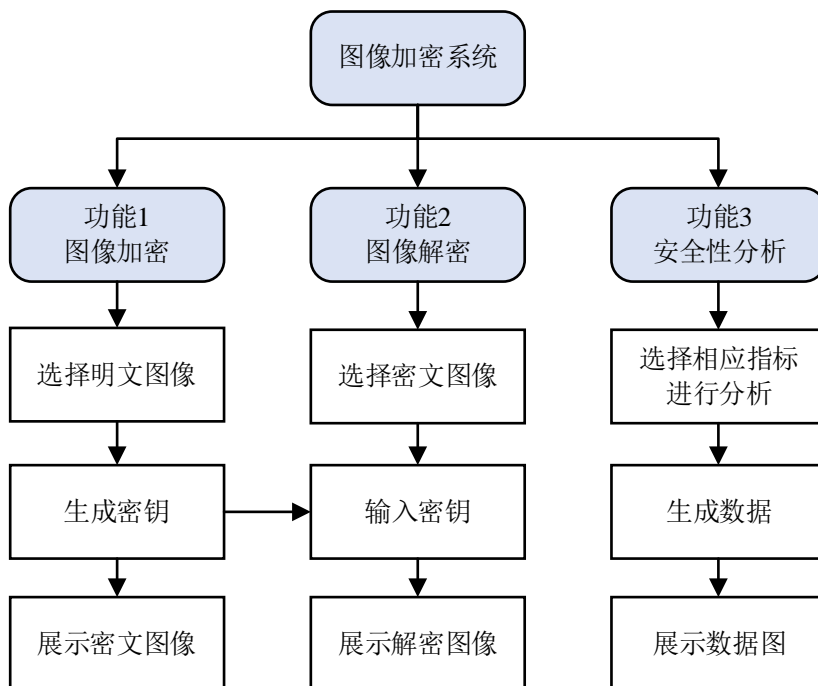 图像加密系统
功能1
图像加密
功能2
图像解密
功能3
安全性分析
选择明文图像
选择密文图像
选择相应指标
进行分析
生成密钥
输入密钥
生成数据
展示密文图像
展示解密图像
展示数据图